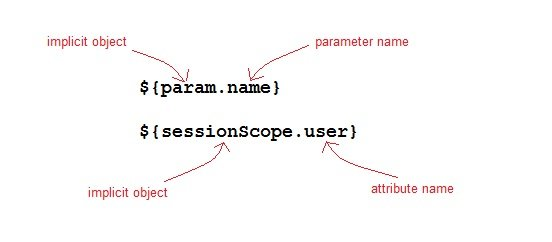 implicit object
parameter name
${param.name}
${sessionScope.user}
implicit object
attribute name